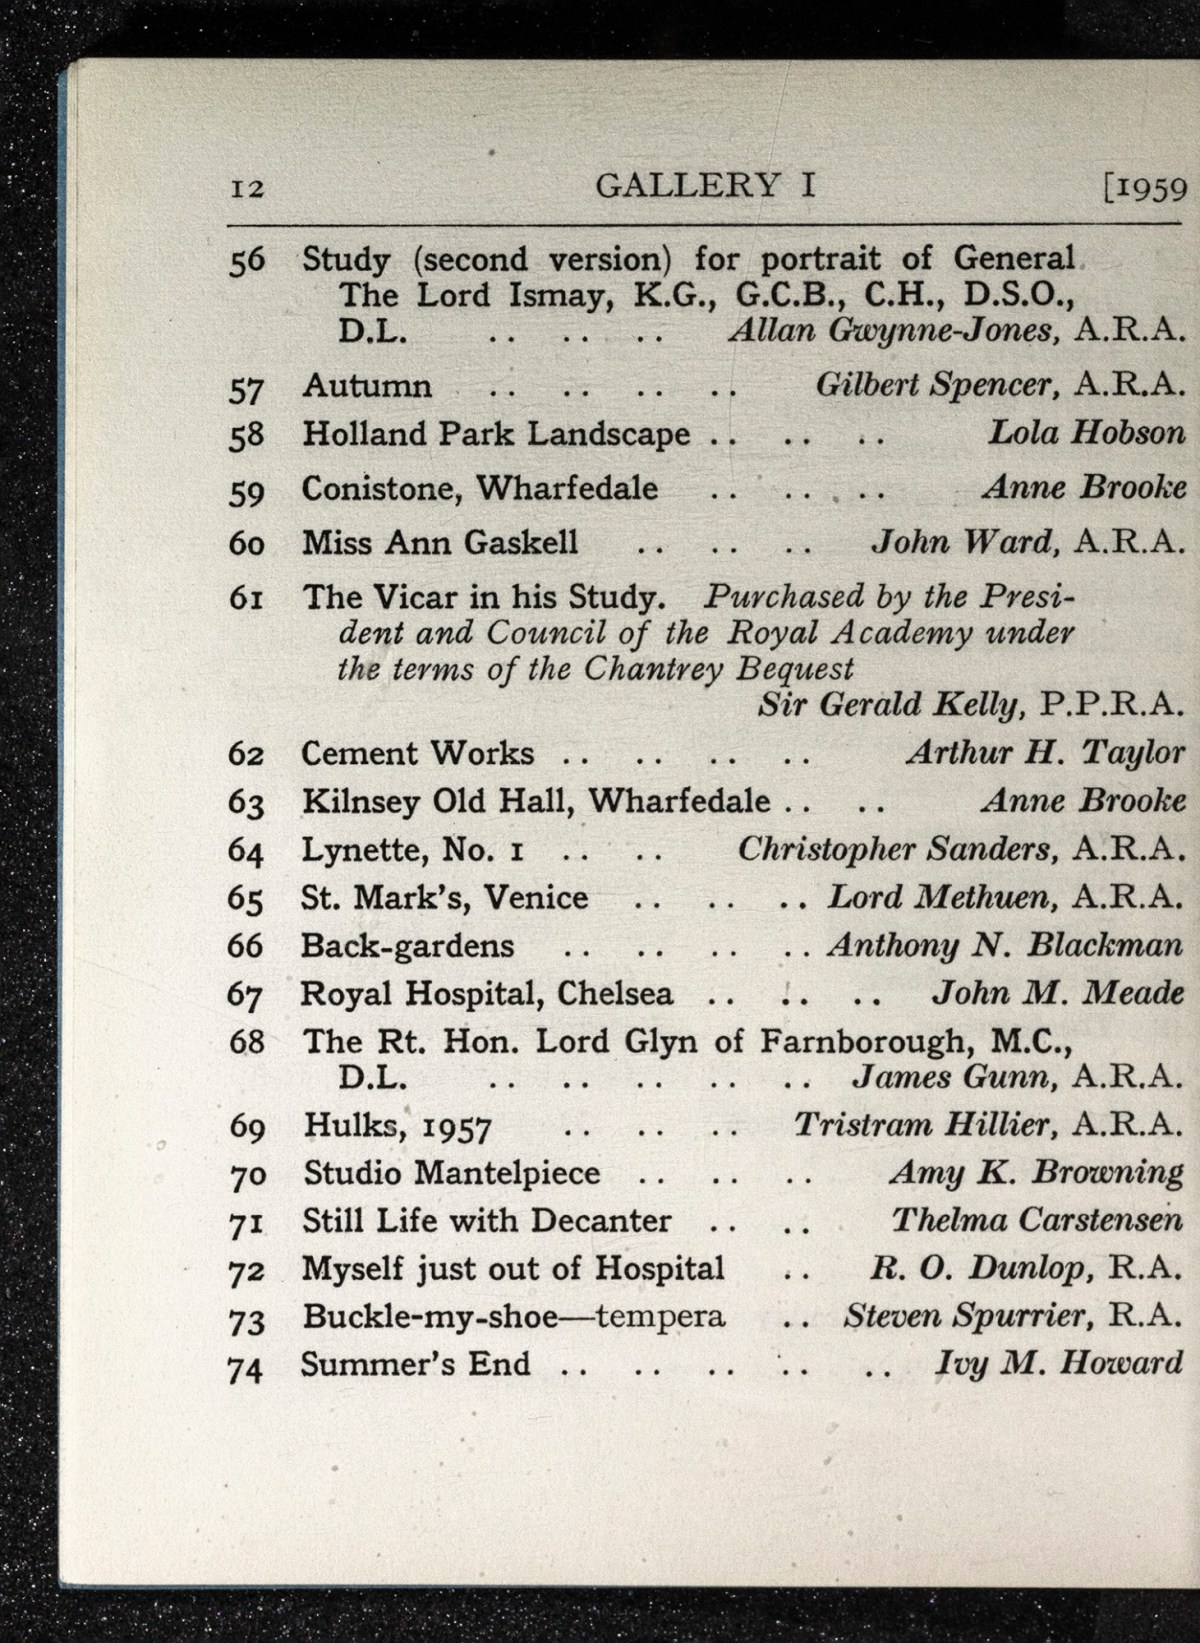 12 GALLERY I [1959
56 Study (second version) for portrait of General
The Lord Ismay, K.G., G.C.B., C.H., D.S.O.,
D.L. .. .. .. Allan Gwynne-Jones, A.R.A.
57 Autumn .. .. .. .. Gilbert Spencer, A.R.A.
58 Holland Park Landscape .. .. .. Lola Hobson
59 Conistone, Wharfedale .. .. .. Anne Brooke
60 Miss Ann Gaskell .. .. .. John Ward, A.R.A.
61 The Vicar in his Study. Purchased by the Presi-
dent and Council of the Royal Academy under
the terms of the Chantrey Bequest
Sir Gerald Kelly, P.P.R.A.
62 Cement Works .. .. .. .. Arthur H. Taylor
63 Kilnsey Old Hall, Wharfedale .. .. Anne Brooke
64 Lynette, No. 1 .. .. Christopher Sanders, A.R.A.
65 St. Mark's, Venice .. .. .. Lord Methuen, A.R.A.
66 Back-gardens .. .. .. .. Anthony N. Blackman
67 Royal Hospital, Chelsea .. .. .. John M. Meade
68 The Rt. Hon. Lord Glyn of Farnborough, M.C.,
D.L. .. .. .. .. .. James Gunn, A.R.A.
69 Hulks, 1957 .. .. .. Tristram Hillier, A.R.A.
70 Studio Mantelpiece .. .. .. Amy K. Browning
71 Still Life with Decanter .. .. Thelma Carstensen
72 Myself just out of Hospital .. R. O. Dunlop, R.A.
73 Buckle-my-shoe—tempera .. Steven Spurrier, R.A.
74 Summer's End .. .. .. .. .. Ivy M. Howard